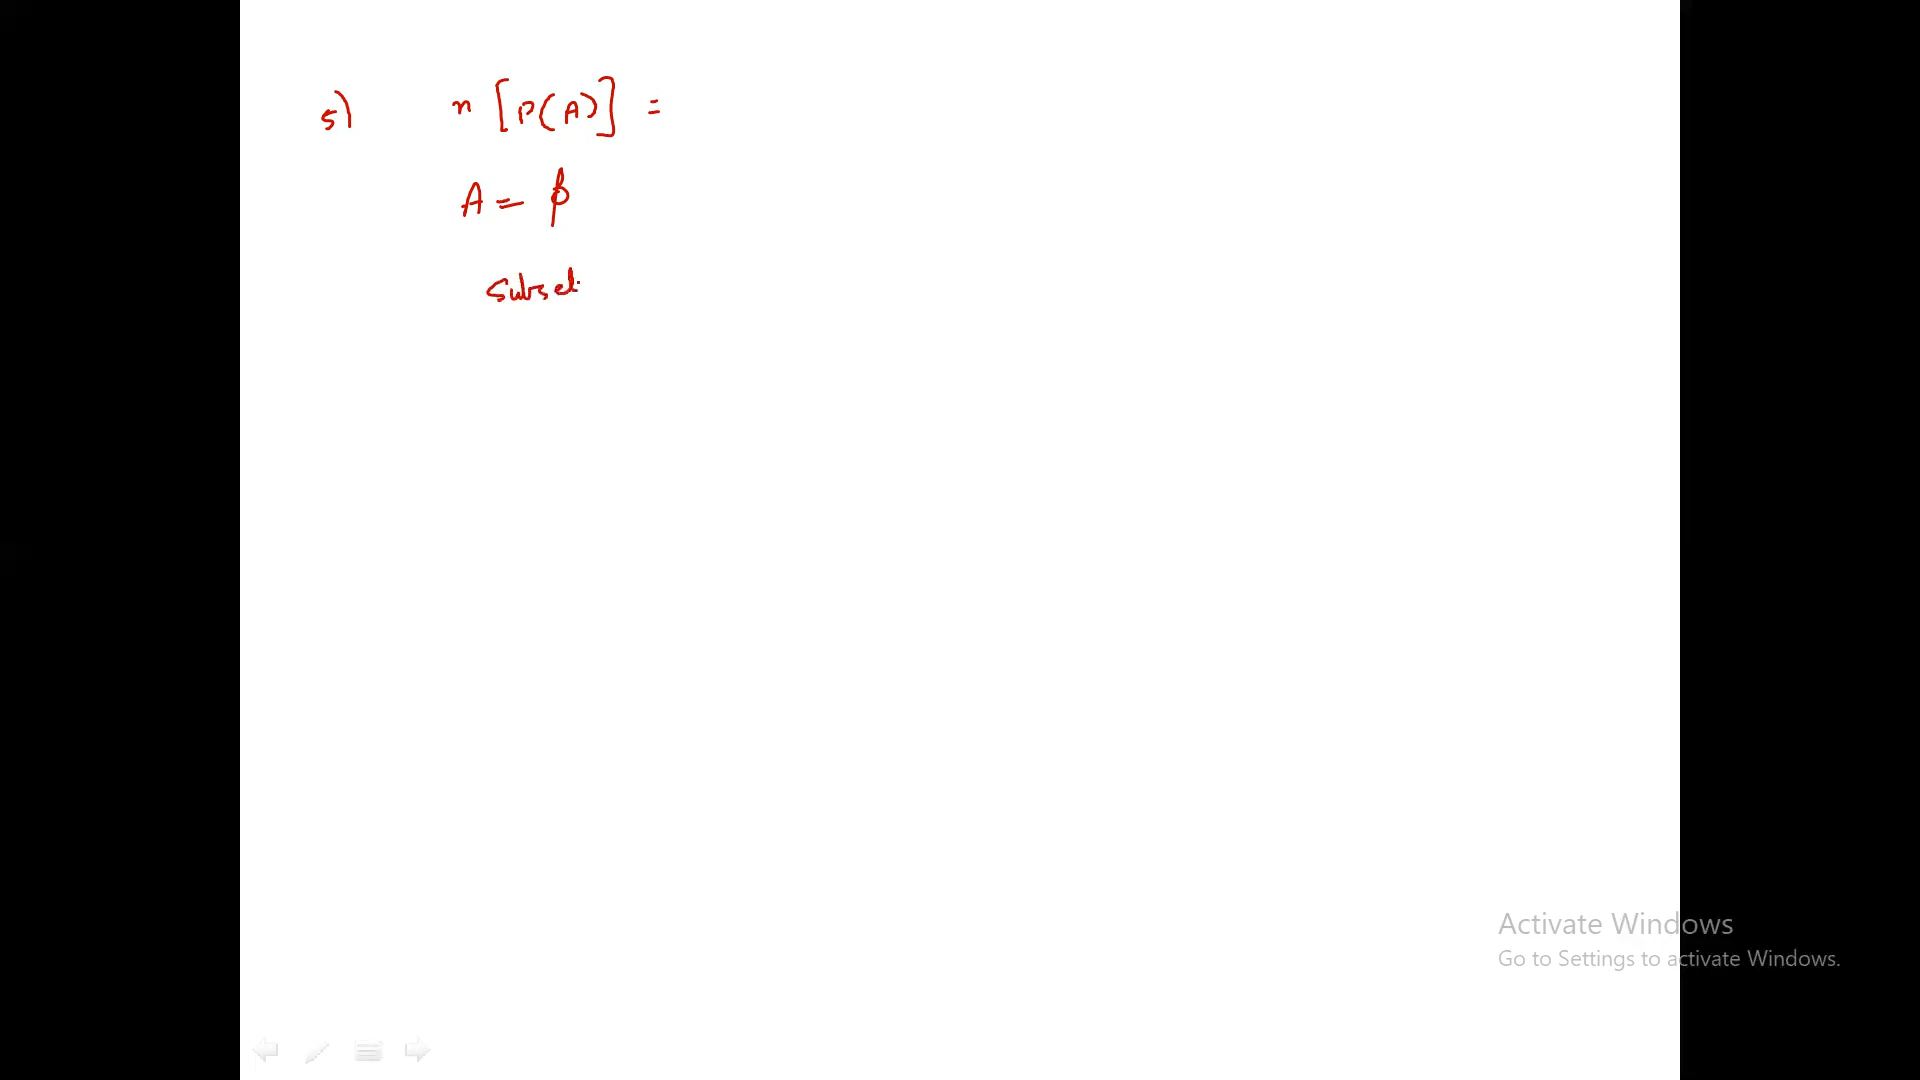 5) n [P(A)] =
A = ϕ
Subset
Activate Windows
Go to Settings to activate Windows.